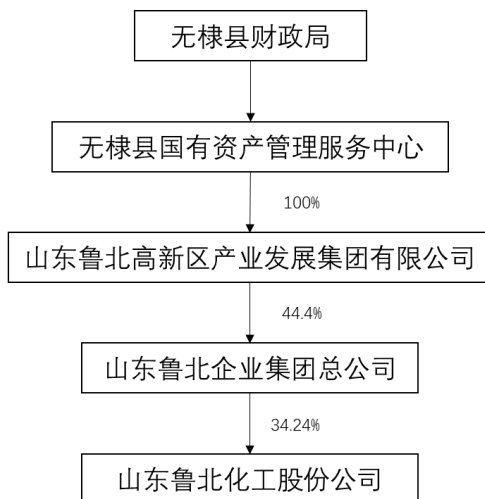 无棣县财政局
无棣县国有资产管理服务中心
100%
山东鲁北高新区产业发展集团有限公司
44.4%
山东鲁北企业集团总公司
34.24%
山东鲁北化工股份公司